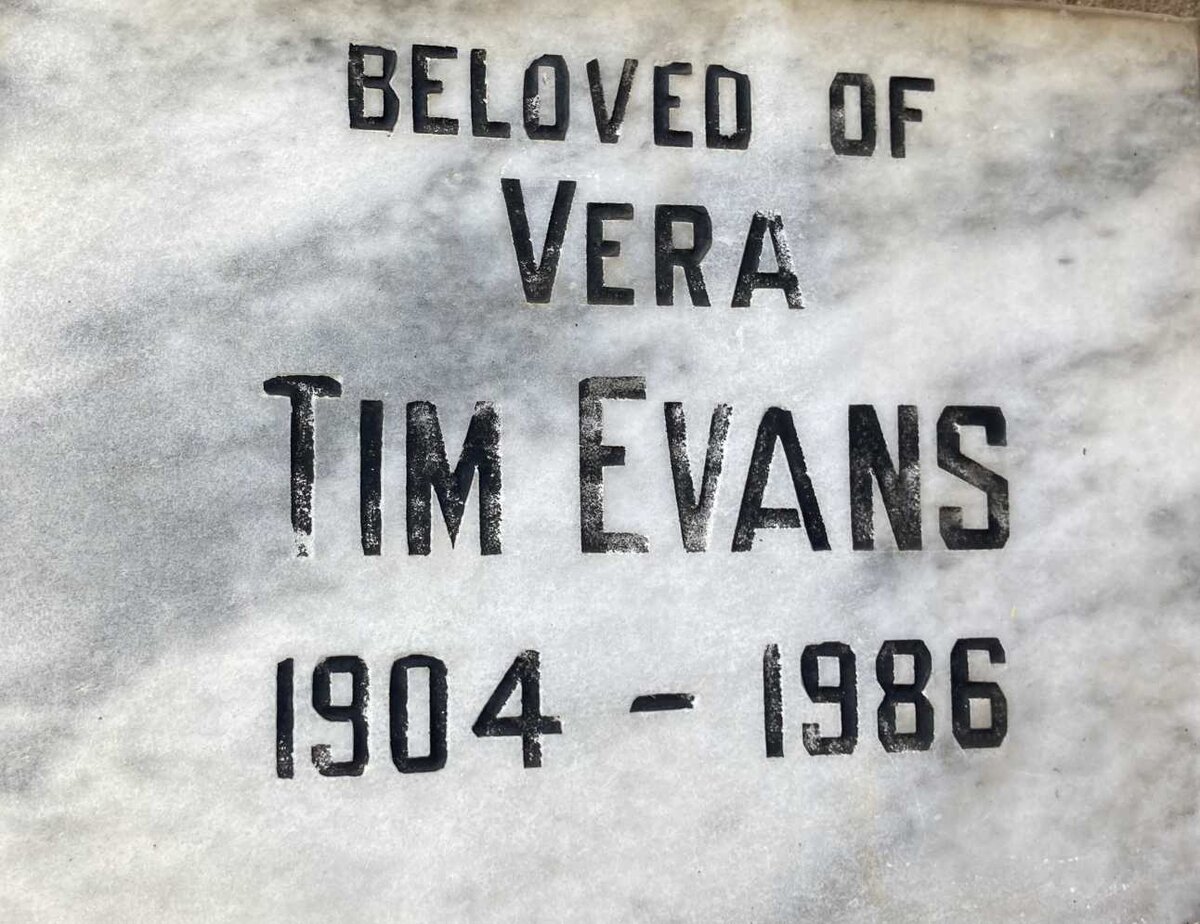 BELOVED OF
VERA
TIM EVANS
1904 - 1986